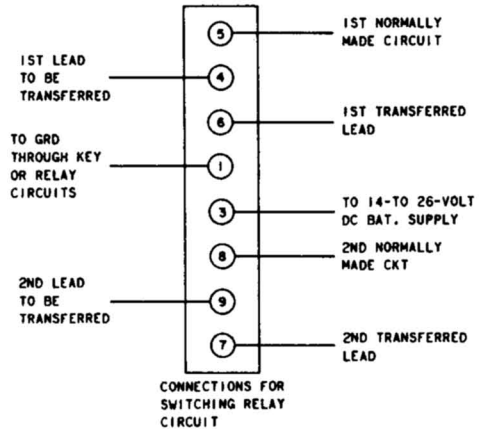 5
1ST NORMALLY
MADE CIRCUIT
1ST LEAD
TO BE
TRANSFERRED
4
6
1ST TRANSFERRED
LEAD
TO GRD
THROUGH KEY
OR RELAY
CIRCUITS
1
3
TO 14-TO 26-VOLT
DC BAT. SUPPLY
8
2ND NORMALLY
MADE CKT
2ND LEAD
TO BE
TRANSFERRED
9
7
2ND TRANSFERRED
LEAD
CONNECTIONS FOR
SWITCHING RELAY
CIRCUIT